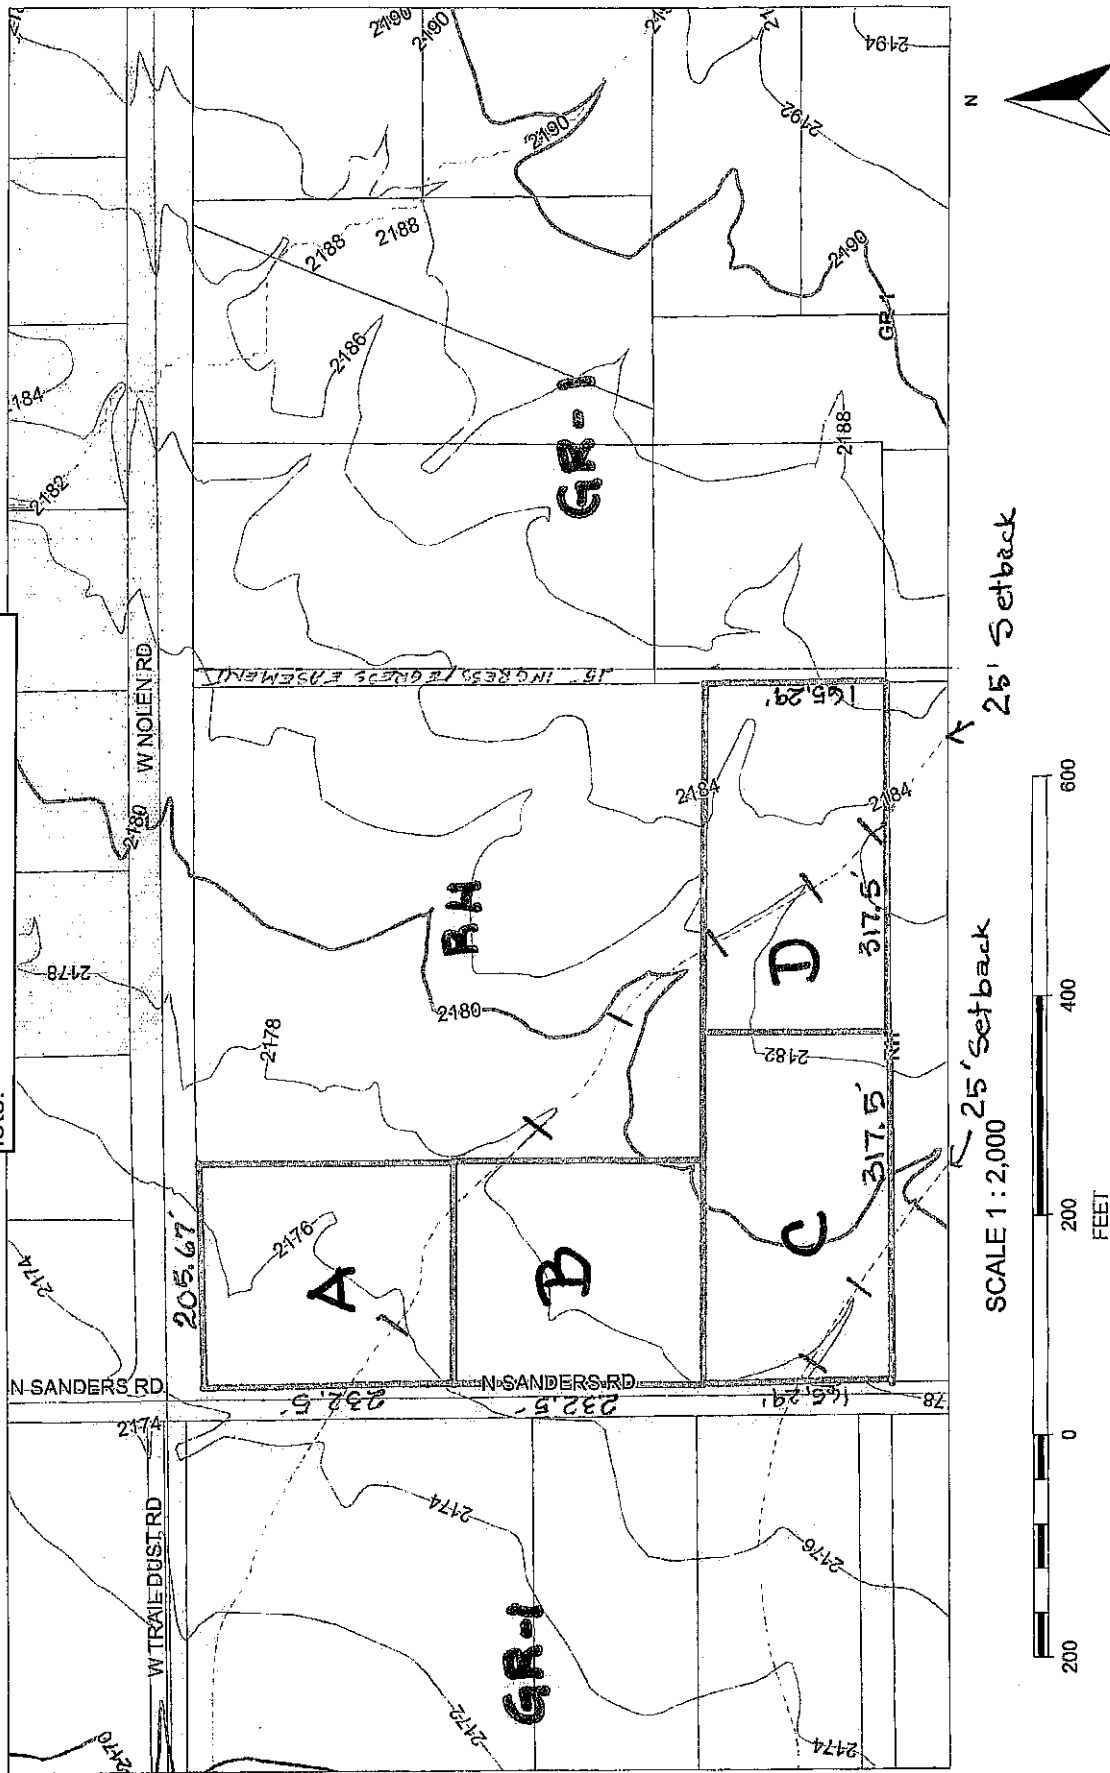 W NOLEN RD
W TRAIL DUST RD
N SANDERS RD
N SANDERS RD
2170
2174
2174
2178
2180
2182
2184
2190
2190
2188
2188
2186
2190
2192
2194
2190
2188
GR-1
GR-1
GR-1
RH
2178
2180
2176
2184
2184
2182
2174
2172
2176
2174
78
RH
15' INGRESS/EGRESS EASEMENT
205.67'
232.5'
232.5'
165.29'
165.29'
317.5'
317.5'
A
B
C
D
25' Setback
25' Setback
SCALE 1 : 2,000
200
0
200
400
600
FEET
N